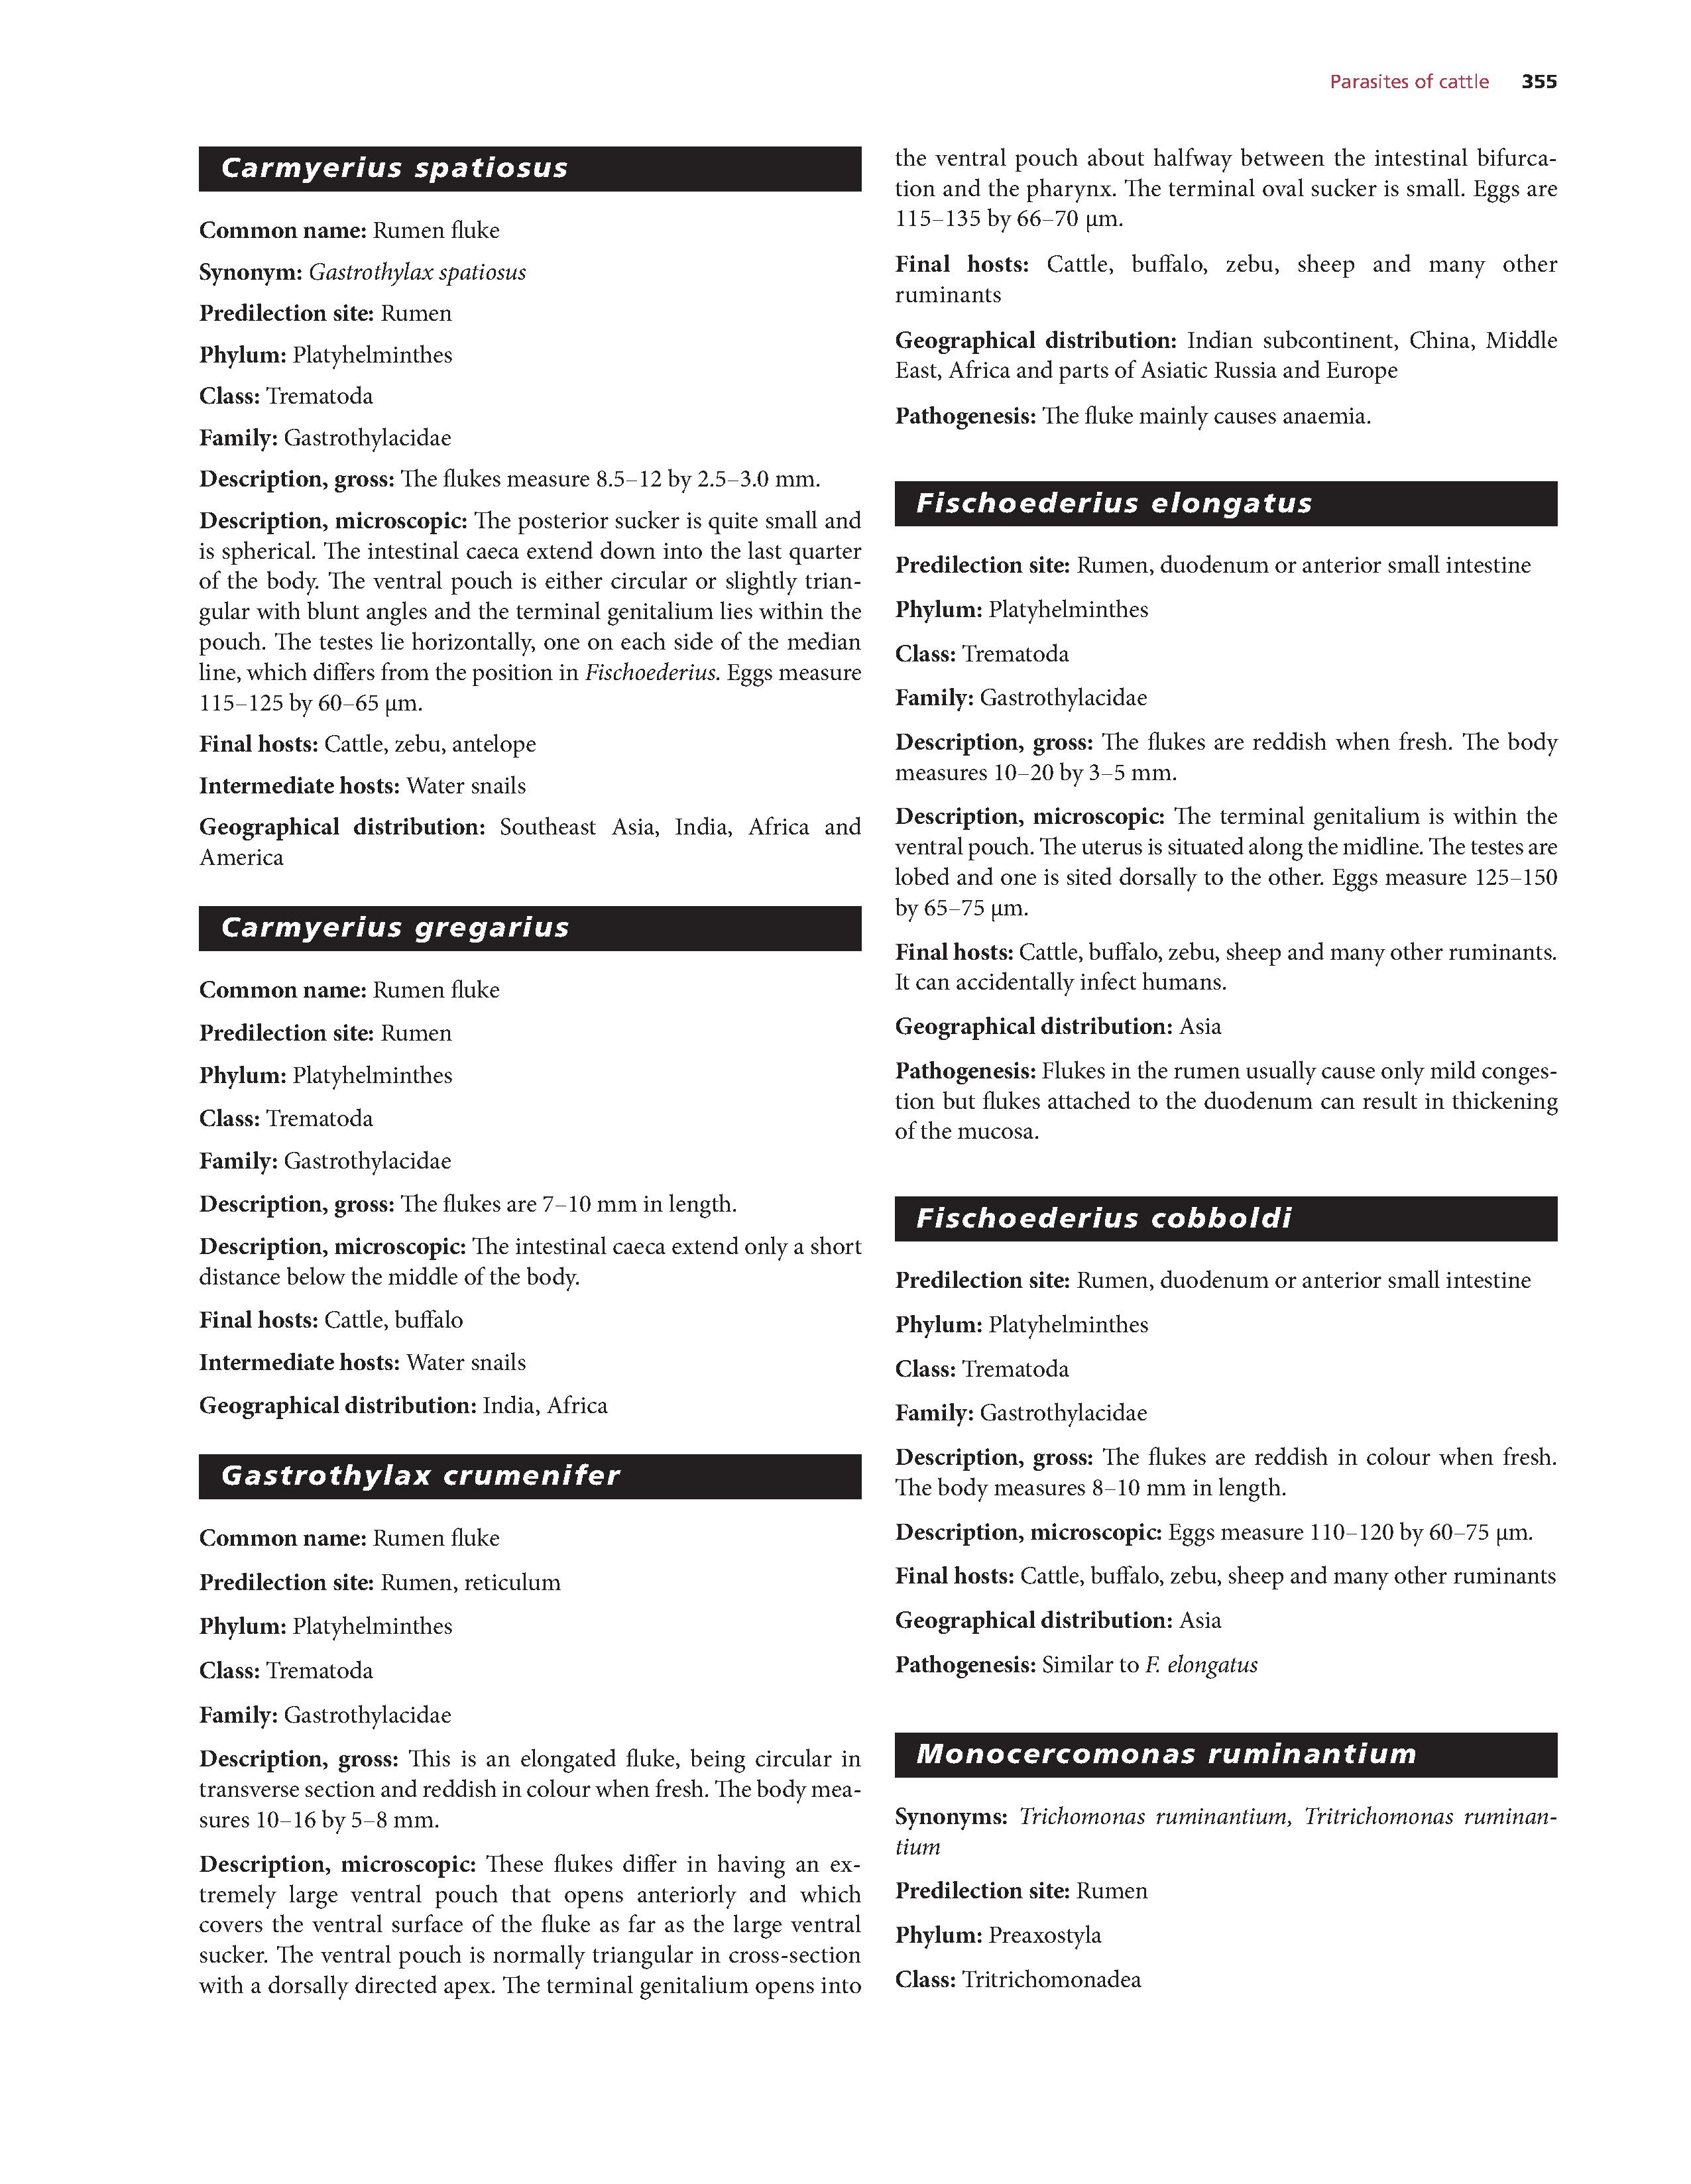 Parasites of cattle 355
Carmyerius spatiosus
Common name: Rumen fluke
Synonym: Gastrothylax spatiosus
Predilection site: Rumen
Phylum: Platyhelminthes
Class: Trematoda
Family: Gastrothylacidae
Description, gross: The flukes measure 8.5–12 by 2.5–3.0 mm.
Description, microscopic: The posterior sucker is quite small and
is spherical. The intestinal caeca extend down into the last quarter
of the body. The ventral pouch is either circular or slightly trian-
gular with blunt angles and the terminal genitalium lies within the
pouch. The testes lie horizontally, one on each side of the median
line, which differs from the position in Fischoederius. Eggs measure
115–125 by 60–65 μm.
Final hosts: Cattle, zebu, antelope
Intermediate hosts: Water snails
Geographical distribution: Southeast Asia, India, Africa and
America
Carmyerius gregarius
Common name: Rumen fluke
Predilection site: Rumen
Phylum: Platyhelminthes
Class: Trematoda
Family: Gastrothylacidae
Description, gross: The flukes are 7–10 mm in length.
Description, microscopic: The intestinal caeca extend only a short
distance below the middle of the body.
Final hosts: Cattle, buffalo
Intermediate hosts: Water snails
Geographical distribution: India, Africa
Gastrothylax crumenifer
Common name: Rumen fluke
Predilection site: Rumen, reticulum
Phylum: Platyhelminthes
Class: Trematoda
Family: Gastrothylacidae
Description, gross: This is an elongated fluke, being circular in
transverse section and reddish in colour when fresh. The body mea-
sures 10–16 by 5–8 mm.
Description, microscopic: These flukes differ in having an ex-
tremely large ventral pouch that opens anteriorly and which
covers the ventral surface of the fluke as far as the large ventral
sucker. The ventral pouch is normally triangular in cross-section
with a dorsally directed apex. The terminal genitalium opens into
the ventral pouch about halfway between the intestinal bifurca-
tion and the pharynx. The terminal oval sucker is small. Eggs are
115–135 by 66–70 μm.
Final hosts: Cattle, buffalo, zebu, sheep and many other
ruminants
Geographical distribution: Indian subcontinent, China, Middle
East, Africa and parts of Asiatic Russia and Europe
Pathogenesis: The fluke mainly causes anaemia.
Fischoederius elongatus
Predilection site: Rumen, duodenum or anterior small intestine
Phylum: Platyhelminthes
Class: Trematoda
Family: Gastrothylacidae
Description, gross: The flukes are reddish when fresh. The body
measures 10–20 by 3–5 mm.
Description, microscopic: The terminal genitalium is within the
ventral pouch. The uterus is situated along the midline. The testes are
lobed and one is sited dorsally to the other. Eggs measure 125–150
by 65–75 μm.
Final hosts: Cattle, buffalo, zebu, sheep and many other ruminants.
It can accidentally infect humans.
Geographical distribution: Asia
Pathogenesis: Flukes in the rumen usually cause only mild conges-
tion but flukes attached to the duodenum can result in thickening
of the mucosa.
Fischoederius cobboldi
Predilection site: Rumen, duodenum or anterior small intestine
Phylum: Platyhelminthes
Class: Trematoda
Family: Gastrothylacidae
Description, gross: The flukes are reddish in colour when fresh.
The body measures 8–10 mm in length.
Description, microscopic: Eggs measure 110–120 by 60–75 μm.
Final hosts: Cattle, buffalo, zebu, sheep and many other ruminants
Geographical distribution: Asia
Pathogenesis: Similar to F. elongatus
Monocercomonas ruminantium
Synonyms: Trichomonas ruminantium, Tritrichomonas ruminan-
tium
Predilection site: Rumen
Phylum: Preaxostyla
Class: Tritrichomonadea